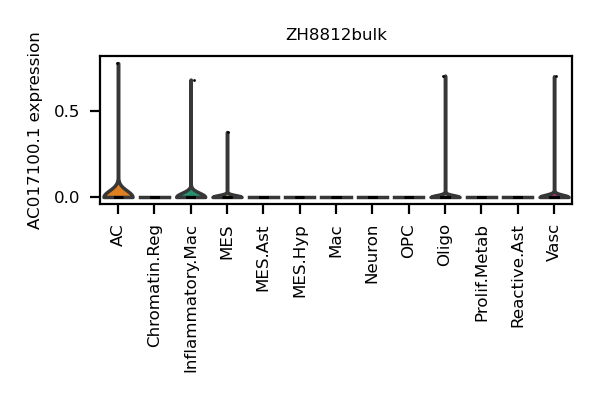 ZH8812bulk
AC017100.1 expression
0.5
0.0
AC
Chromatin.Reg
Inflammatory.Mac
MES
MES.Ast
MES.Hyp
Mac
Neuron
OPC
Oligo
Prolif.Metab
Reactive.Ast
Vasc